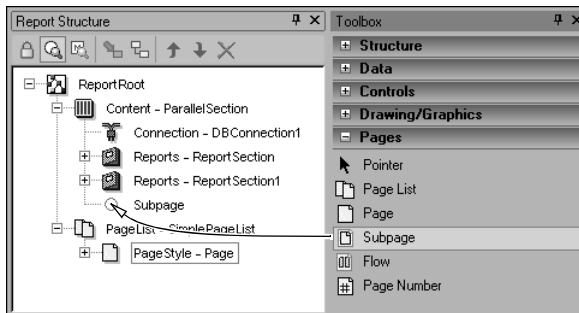 Report Structure
ReportRoot
Content - ParallelSection
Connection - DBConnection1
Reports - ReportSection
Reports - ReportSection1
Subpage
PageList - SimplePageList
PageStyle - Page
Toolbox
Structure
Data
Controls
Drawing/Graphics
Pages
Pointer
Page List
Page
Subpage
Flow
Page Number